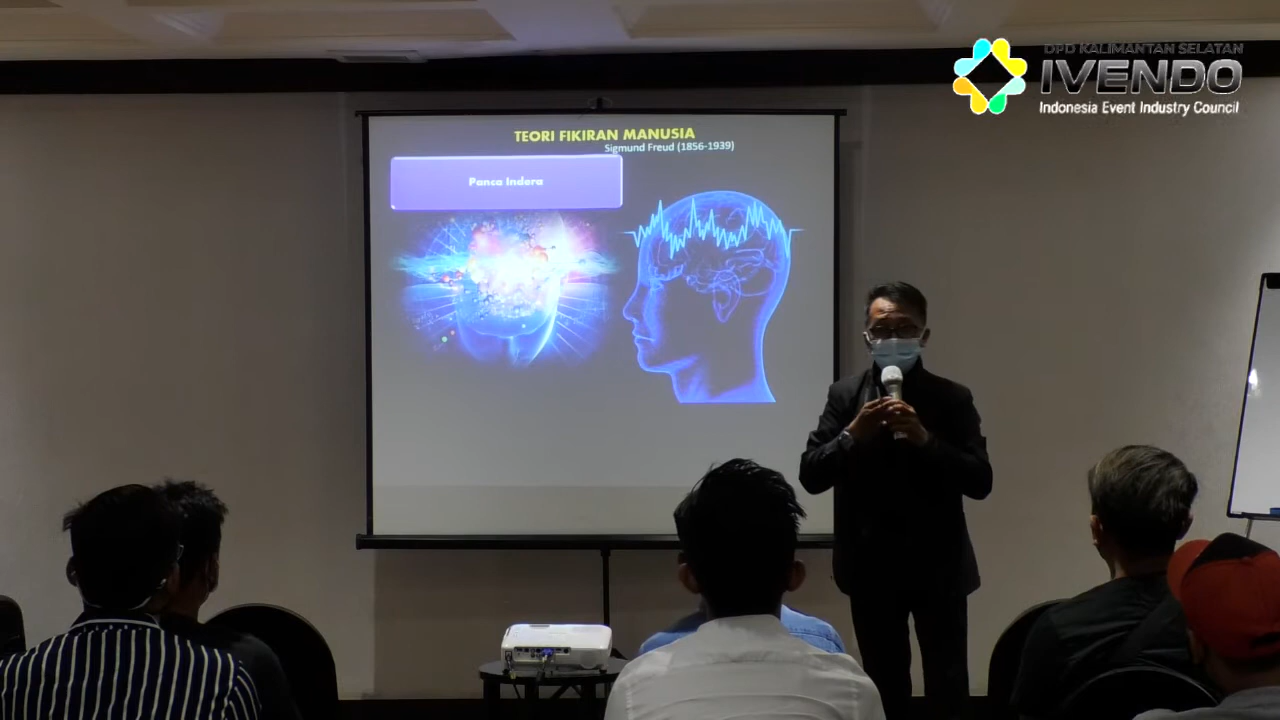 DPD KALIMANTAN SELATAN
IVENDO
Indonesia Event Industry Council
TEORI FIKIRAN MANUSIA
Sigmund Freud (1856-1939)
Panca Indera